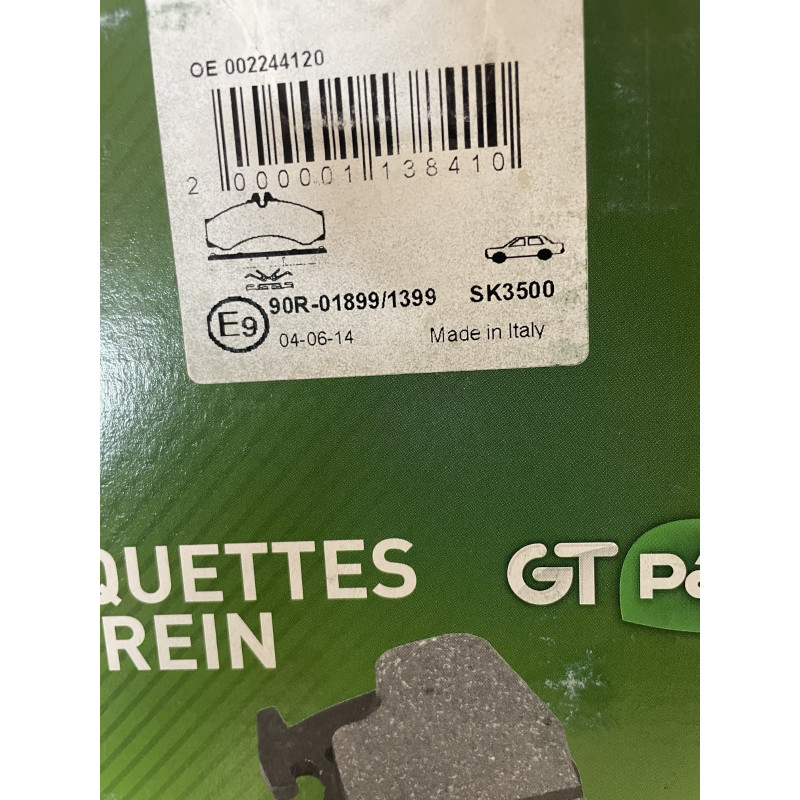 OE 002244120
2 000001 138410
E9
90R-01899/1399 SK3500
04-06-14 Made in Italy
QUETTES
REIN
GT Pa